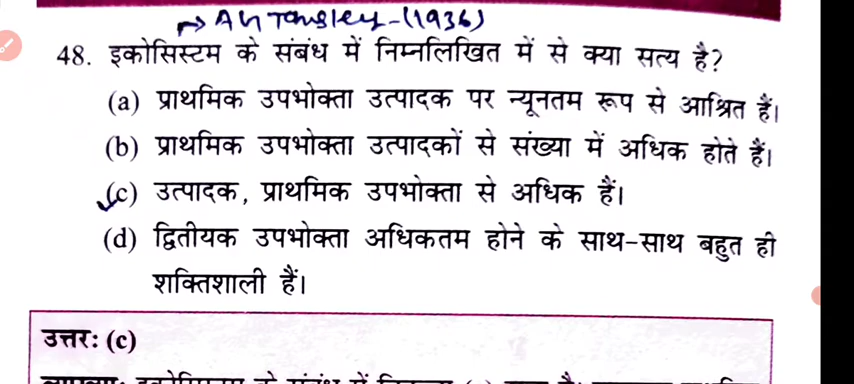 → AG Tansley-(1936)
48. इकोसिस्टम के संबंध में निम्नलिखित में से क्या सत्य है?
(a) प्राथमिक उपभोक्ता उत्पादक पर न्यूनतम रूप से आश्रित हैं।
(b) प्राथमिक उपभोक्ता उत्पादकों से संख्या में अधिक होते हैं।
(c) उत्पादक, प्राथमिक उपभोक्ता से अधिक हैं।
(d) द्वितीयक उपभोक्ता अधिकतम होने के साथ-साथ बहुत ही
शक्तिशाली हैं।
उत्तर: (c)